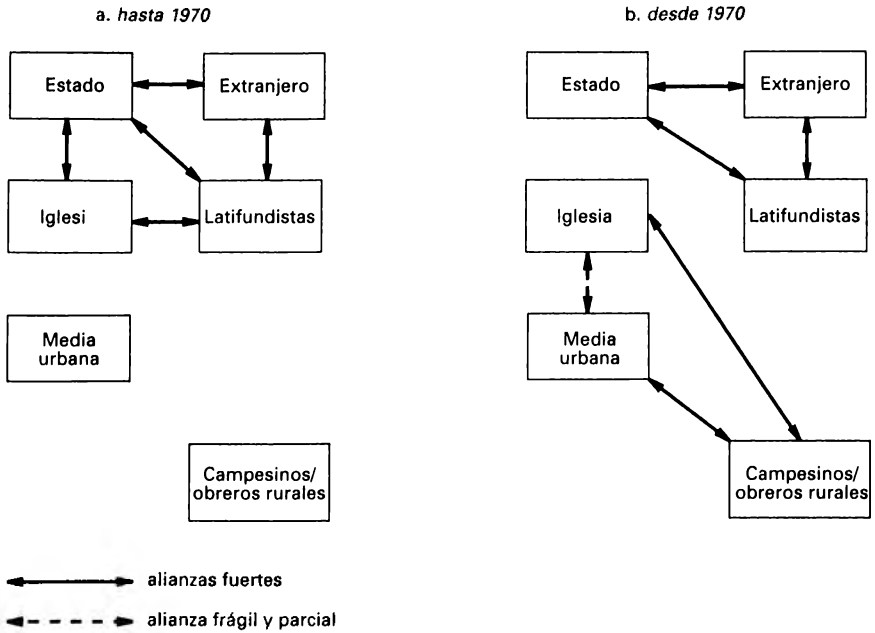 a. hasta 1970
Estado
Extranjero
Iglesi
Latifundistas
Media
urbana
Campesinos/
obreros rurales
b. desde 1970
Estado
Extranjero
Iglesia
Latifundistas
Media
urbana
Campesinos/
obreros rurales
alianzas fuertes
alianza frágil y parcial